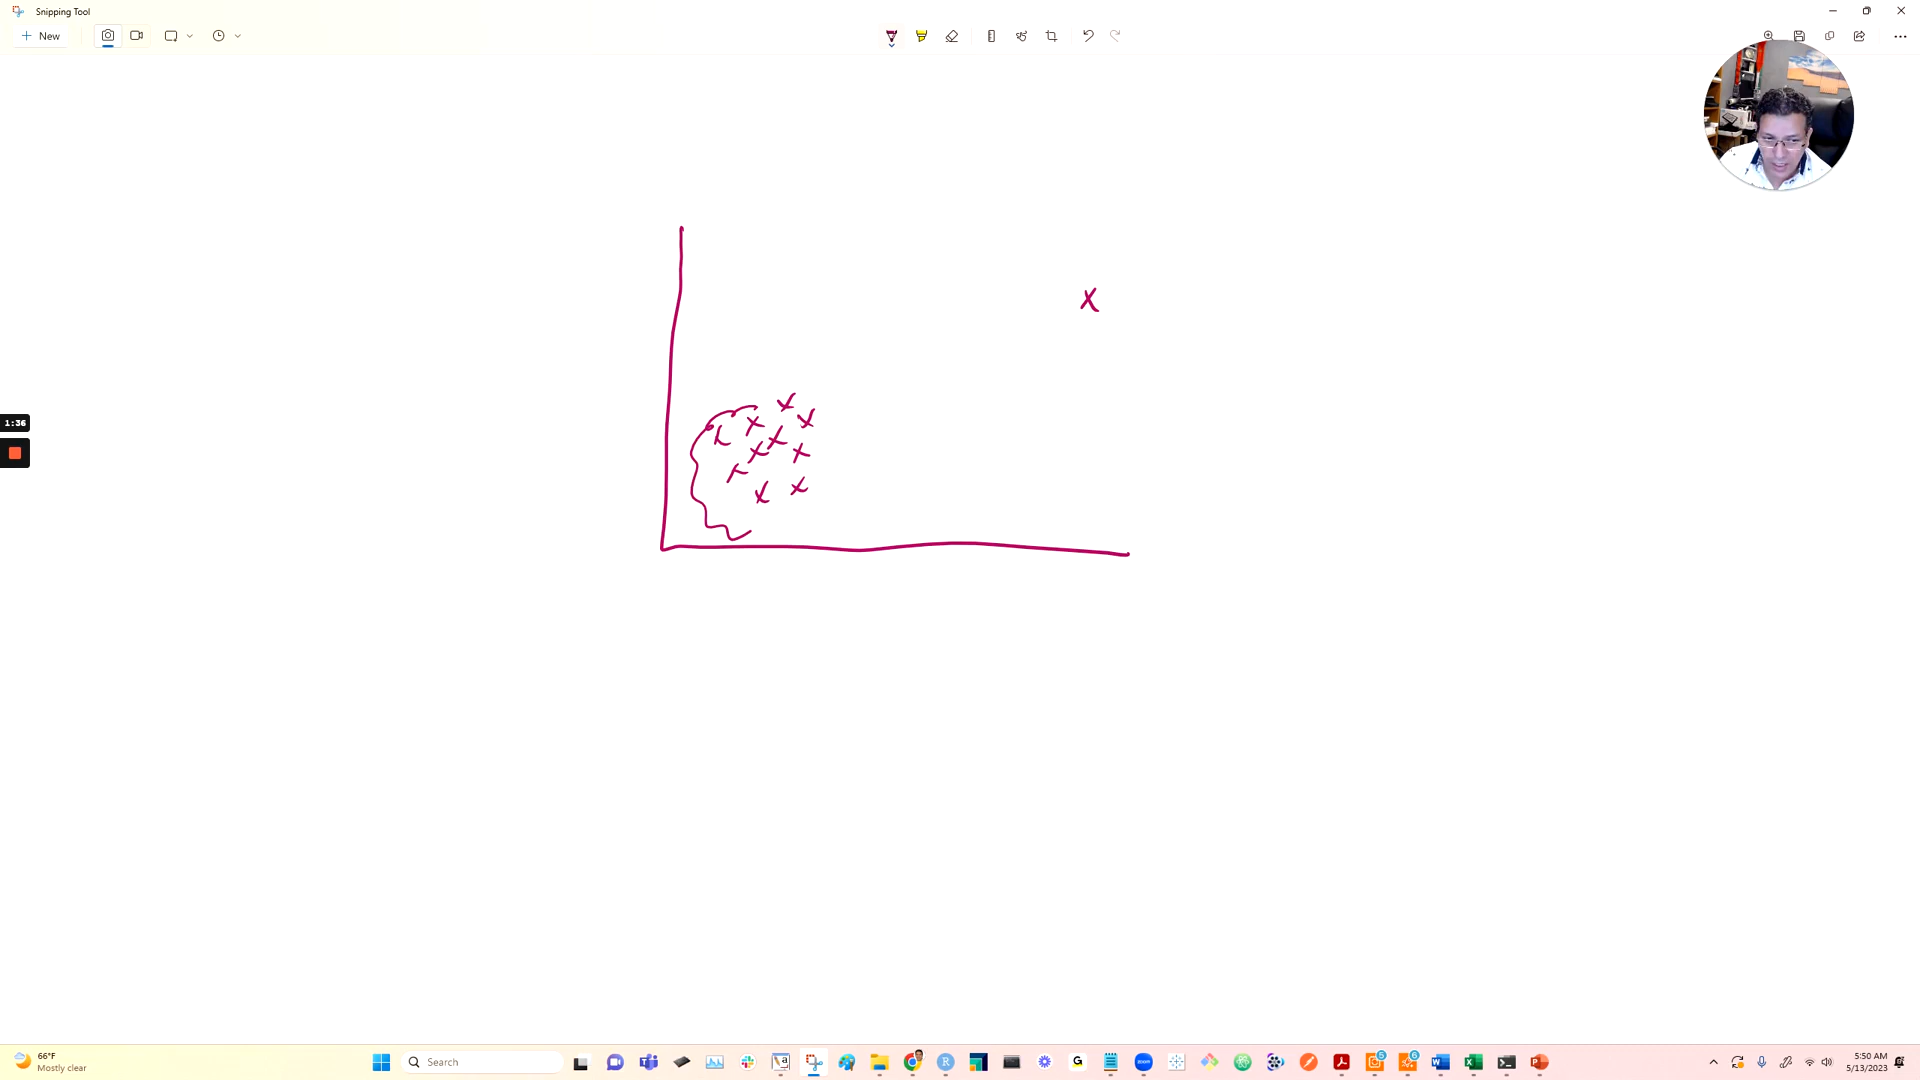 Snipping Tool
New
X
x
x
x
x
x
x
x
x
x
1:36
66°F
Mostly clear
Search
5:50 AM
5/13/2023